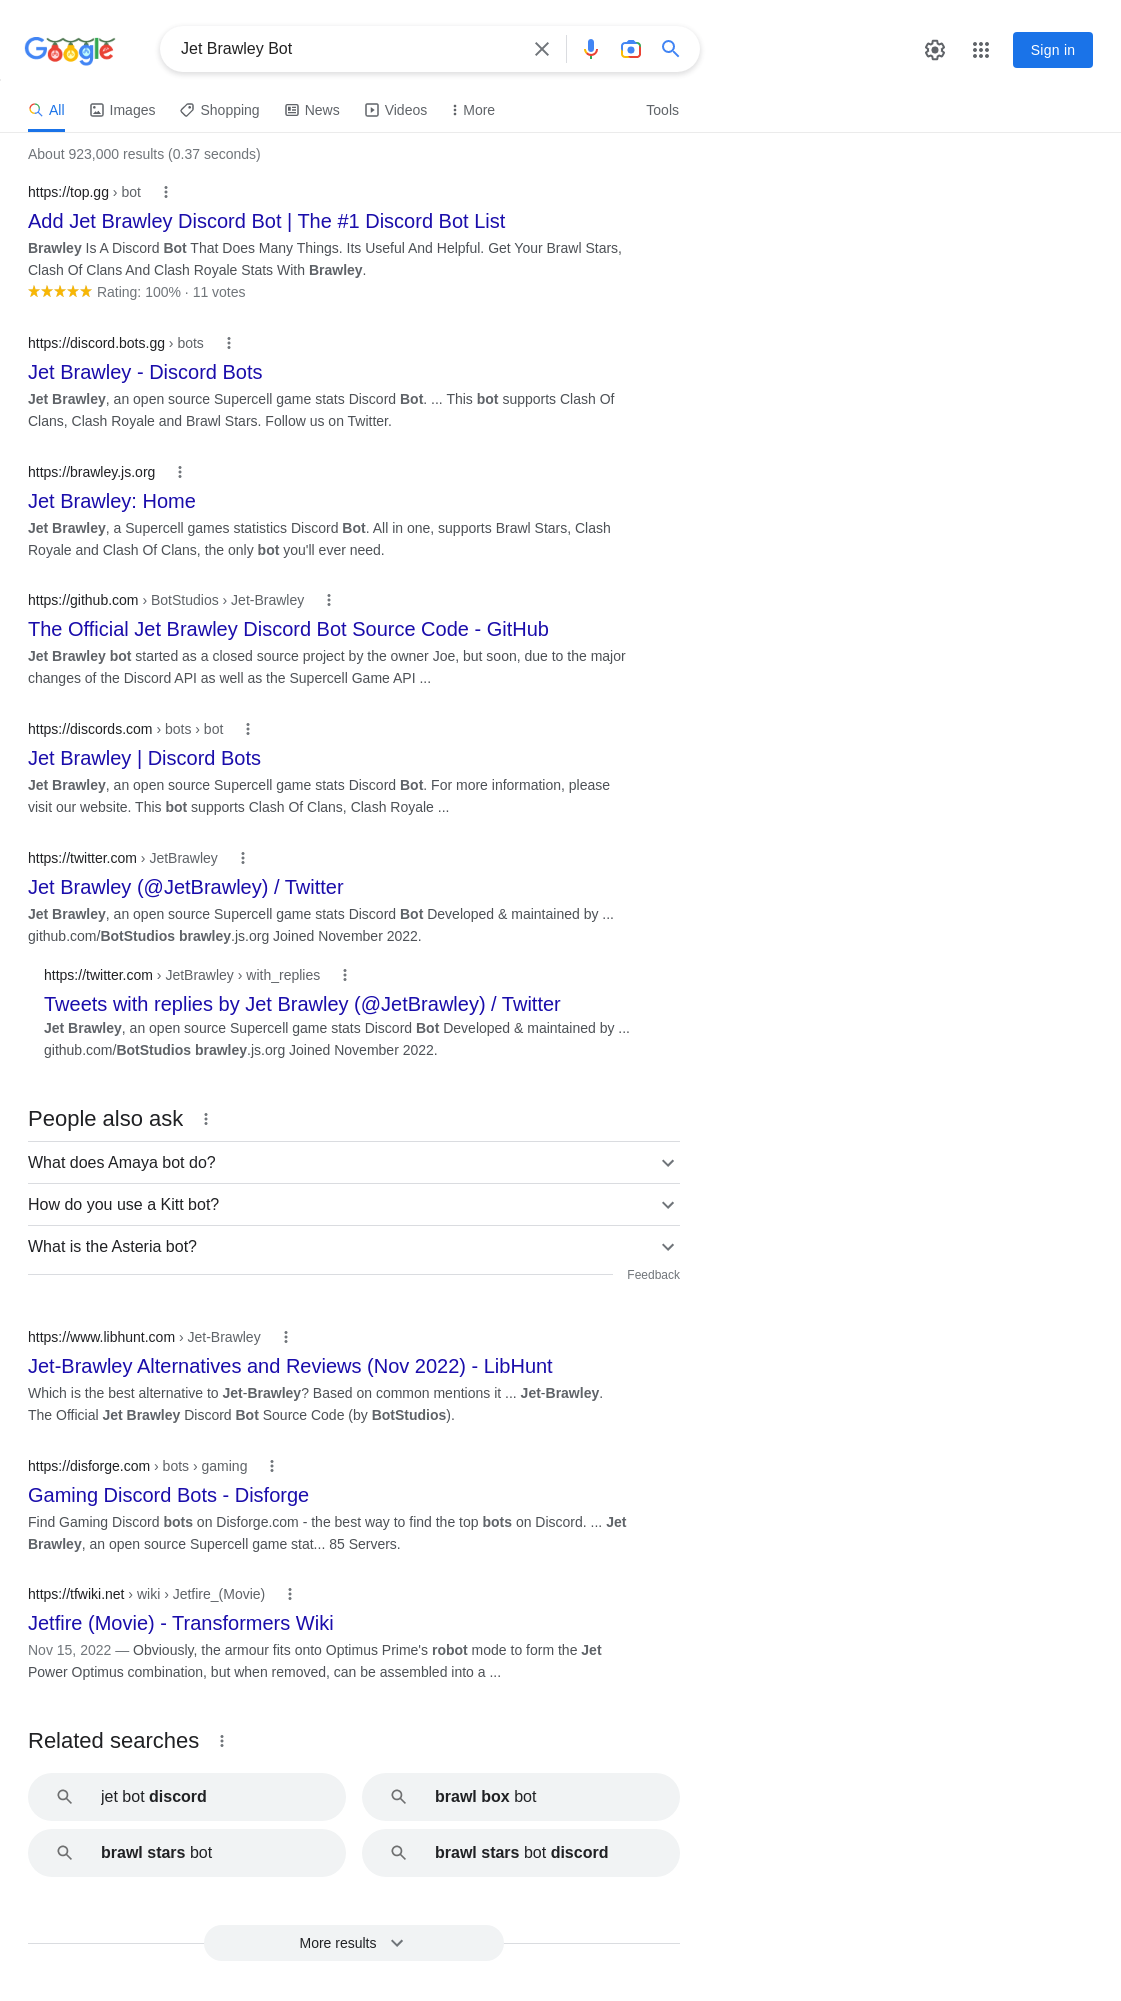 Google
Jet Brawley Bot
Sign in
All Images Shopping News Videos More Tools
About 923,000 results (0.37 seconds)
https://top.gg › bot
Add Jet Brawley Discord Bot | The #1 Discord Bot List
Brawley Is A Discord Bot That Does Many Things. Its Useful And Helpful. Get Your Brawl Stars,
Clash Of Clans And Clash Royale Stats With Brawley.
Rating: 100% · 11 votes
https://discord.bots.gg › bots
Jet Brawley - Discord Bots
Jet Brawley, an open source Supercell game stats Discord Bot. ... This bot supports Clash Of
Clans, Clash Royale and Brawl Stars. Follow us on Twitter.
https://brawley.js.org
Jet Brawley: Home
Jet Brawley, a Supercell games statistics Discord Bot. All in one, supports Brawl Stars, Clash
Royale and Clash Of Clans, the only bot you'll ever need.
https://github.com › BotStudios › Jet-Brawley
The Official Jet Brawley Discord Bot Source Code - GitHub
Jet Brawley bot started as a closed source project by the owner Joe, but soon, due to the major
changes of the Discord API as well as the Supercell Game API ...
https://discords.com › bots › bot
Jet Brawley | Discord Bots
Jet Brawley, an open source Supercell game stats Discord Bot. For more information, please
visit our website. This bot supports Clash Of Clans, Clash Royale ...
https://twitter.com › JetBrawley
Jet Brawley (@JetBrawley) / Twitter
Jet Brawley, an open source Supercell game stats Discord Bot Developed & maintained by ...
github.com/BotStudios brawley.js.org Joined November 2022.
https://twitter.com › JetBrawley › with_replies
Tweets with replies by Jet Brawley (@JetBrawley) / Twitter
Jet Brawley, an open source Supercell game stats Discord Bot Developed & maintained by ...
github.com/BotStudios brawley.js.org Joined November 2022.
People also ask
What does Amaya bot do?
How do you use a Kitt bot?
What is the Asteria bot?
Feedback
https://www.libhunt.com › Jet-Brawley
Jet-Brawley Alternatives and Reviews (Nov 2022) - LibHunt
Which is the best alternative to Jet-Brawley? Based on common mentions it ... Jet-Brawley.
The Official Jet Brawley Discord Bot Source Code (by BotStudios).
https://disforge.com › bots › gaming
Gaming Discord Bots - Disforge
Find Gaming Discord bots on Disforge.com - the best way to find the top bots on Discord. ... Jet
Brawley, an open source Supercell game stat... 85 Servers.
https://tfwiki.net › wiki › Jetfire_(Movie)
Jetfire (Movie) - Transformers Wiki
Nov 15, 2022 — Obviously, the armour fits onto Optimus Prime's robot mode to form the Jet
Power Optimus combination, but when removed, can be assembled into a ...
Related searches
jet bot discord
brawl box bot
brawl stars bot
brawl stars bot discord
More results